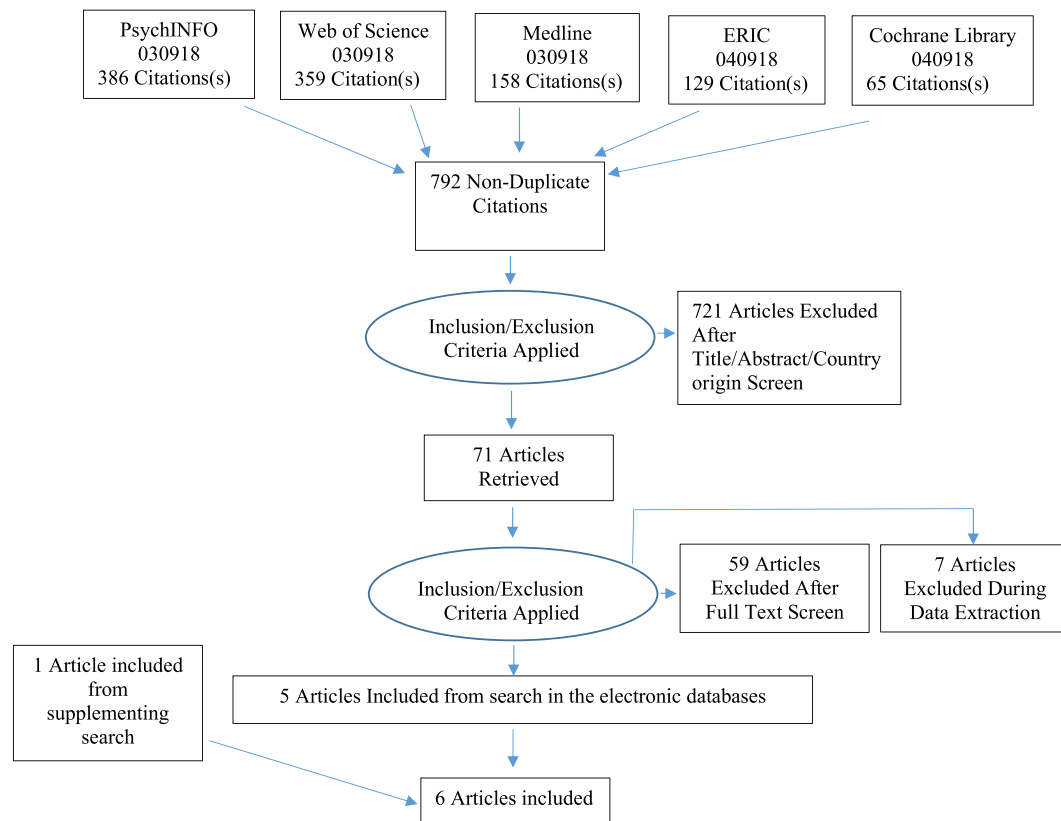 PsychINFO
030918
386 Citations(s)
Web of Science
030918
359 Citation(s)
Medline
030918
158 Citation(s)
ERIC
040918
129 Citation(s)
Cochrane Library
040918
65 Citations(s)
792 Non-Duplicate
Citations
Inclusion/Exclusion
Criteria Applied
721 Articles Excluded
After
Title/Abstract/Country
origin Screen
71 Articles
Retrieved
Inclusion/Exclusion
Criteria Applied
59 Articles
Excluded After
Full Text Screen
7 Articles
Excluded During
Data Extraction
1 Article included
from
supplementing
search
5 Articles Included from search in the electronic databases
6 Articles included